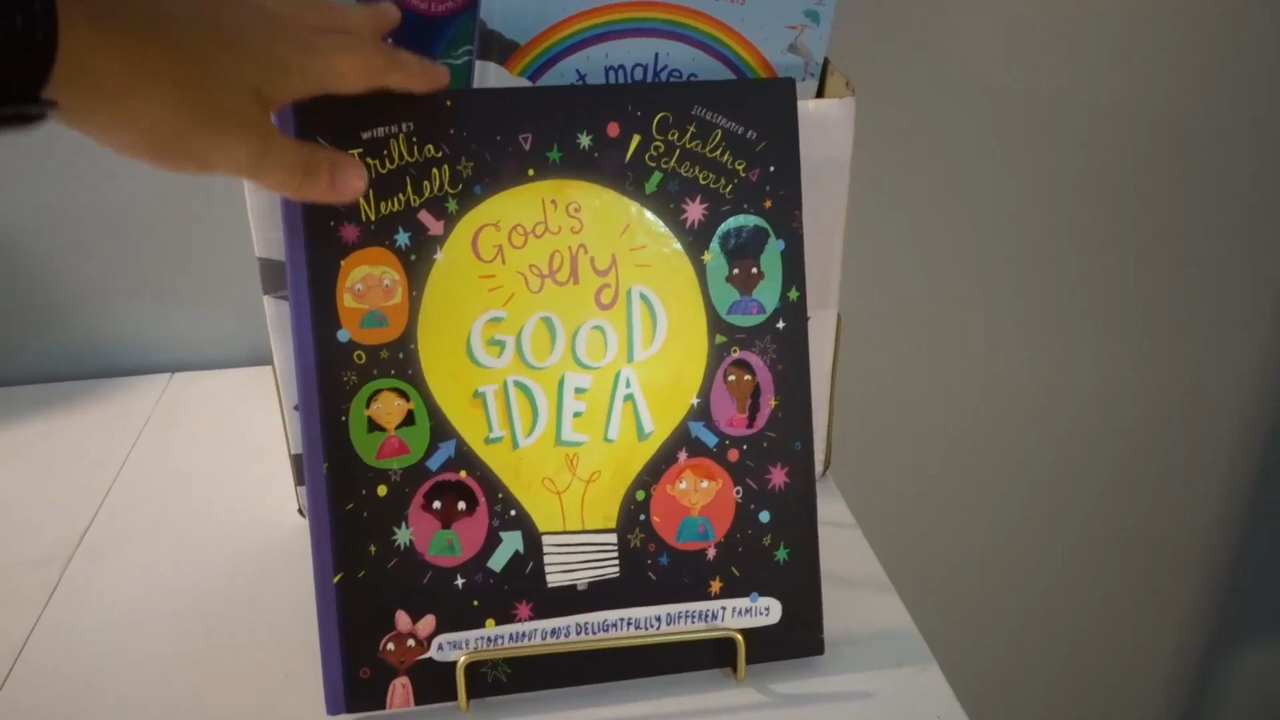 makes
WRITTEN BY
Trillia
Newbell
ILLUSTRATED BY
Catalina
Echeverri
God's
very
GOOD
IDEA
A TRUE STORY ABOUT GOD'S DELIGHTFULLY DIFFERENT FAMILY